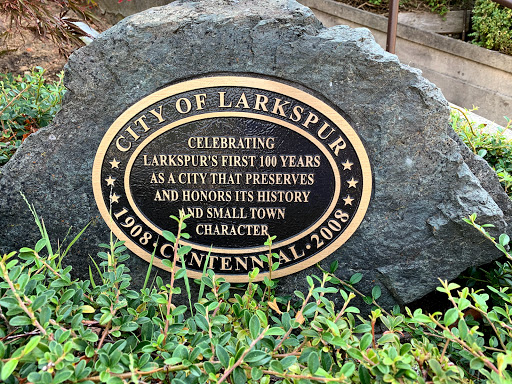 CITY OF LARKSPUR
CELEBRATING
LARKSPUR'S FIRST 100 YEARS
AS A CITY THAT PRESERVES
AND HONORS ITS HISTORY
AND SMALL TOWN
CHARACTER
1908 · CENTENNIAL · 2008